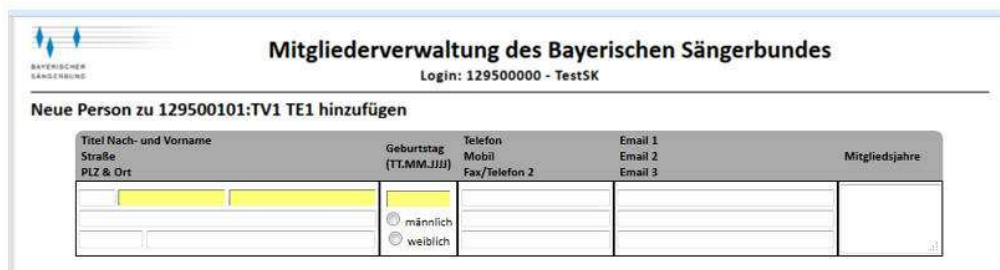 BAYERISCHER
SÄNGERBUND
Mitgliederverwaltung des Bayerischen Sängerbundes
Login: 129500000 - TestSK
Neue Person zu 129500101:TV1 TE1 hinzufügen
Titel Nach- und Vorname
Straße
PLZ & Ort
Geburtstag
(TT.MM.JJJJ)
Telefon
Mobil
Fax/Telefon 2
Email 1
Email 2
Email 3
Mitgliedsjahre
männlich
weiblich